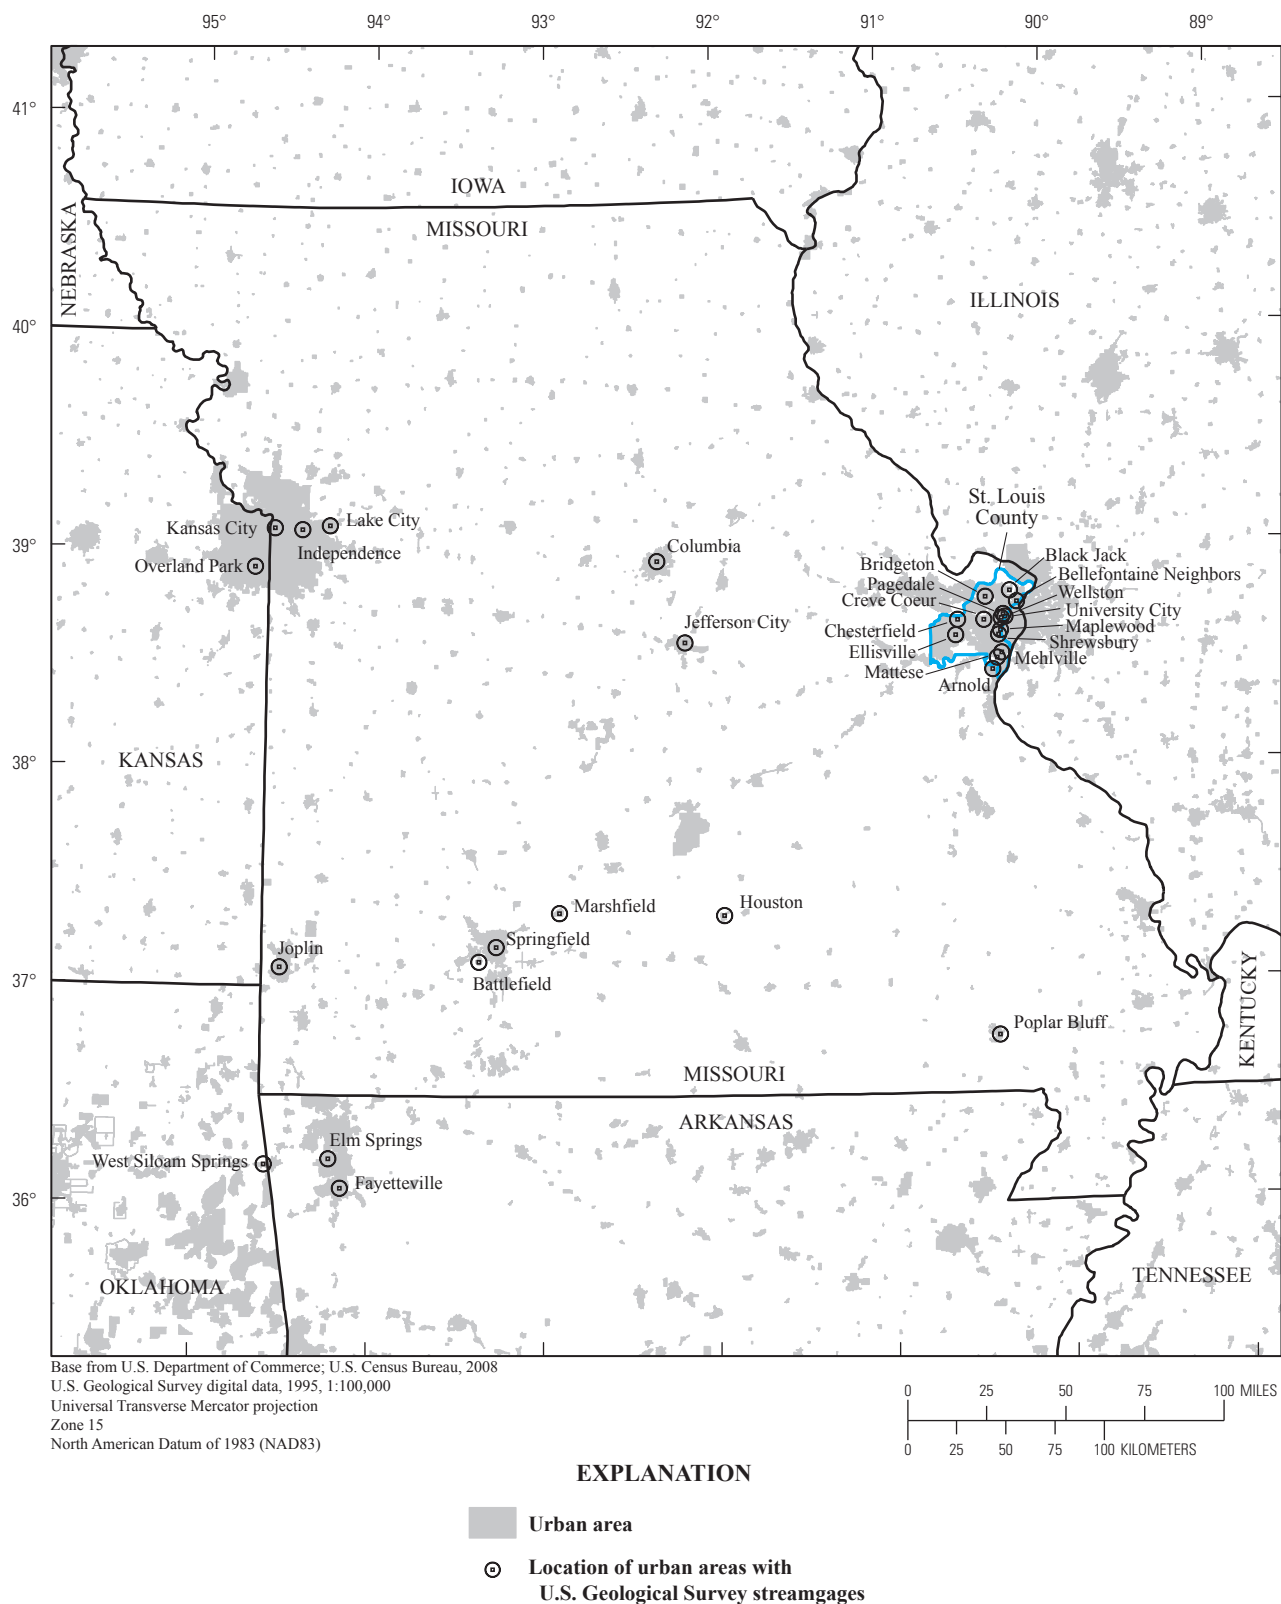 95°
94°
93°
92°
91°
90°
89°
41°
IOWA
MISSOURI
NEBRASKA
ILLINOIS
40°
St. Louis
County
Kansas City
Lake City
Independence
39°
Overland Park
Columbia
Bridgeton
Black Jack
Pagedale
Bellefontaine Neighbors
Creve Coeur
Wellston
University City
Chesterfield
Maplewood
Jefferson City
Ellisville
Shrewsbury
Mattese
Mehlville
Arnold
38°
KANSAS
Marshfield
Houston
Joplin
Springfield
Battlefield
37°
KENTUCKY
Poplar Bluff
MISSOURI
ARKANSAS
Elm Springs
West Siloam Springs
Fayetteville
36°
OKLAHOMA
TENNESSEE
Base from U.S. Department of Commerce; U.S. Census Bureau, 2008
U.S. Geological Survey digital data, 1995, 1:100,000
Universal Transverse Mercator projection
Zone 15
North American Datum of 1983 (NAD83)
0 25 50 75 100 MILES
0 25 50 75 100 KILOMETERS
EXPLANATION
Urban area
Location of urban areas with
U.S. Geological Survey streamgages